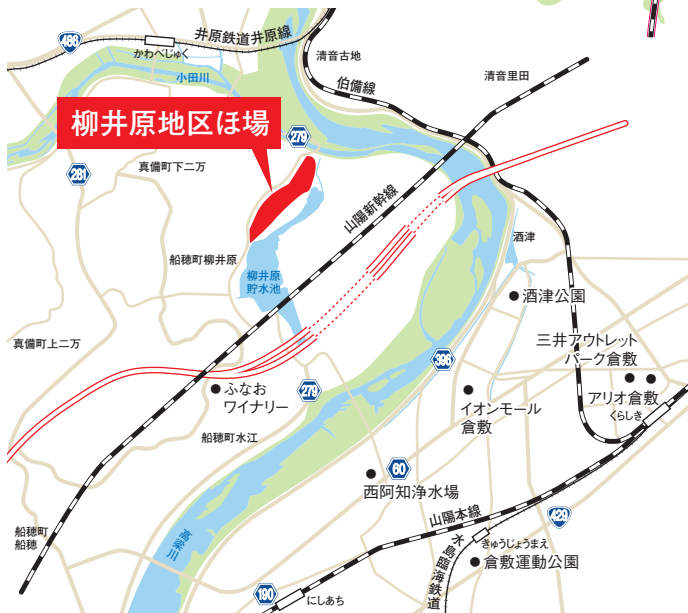 486
井原鉄道井原線
かわべじゅく
小田川
清音古地
伯備線
清音里田
柳井原地区ほ場
279
281
真備町下二万
山陽新幹線
船穂町柳井原
柳井原
貯水池
酒津
酒津公園
真備町上二万
三井アウトレット
パーク倉敷
396
ふなお
ワイナリー
279
イオンモール
倉敷
アリオ倉敷
くらしき
船穂町水江
60
西阿知浄水場
山陽本線
429
船穂町
船穂
高梁川
水島臨海鉄道
きゅうじょうまえ
倉敷運動公園
190
にしあち